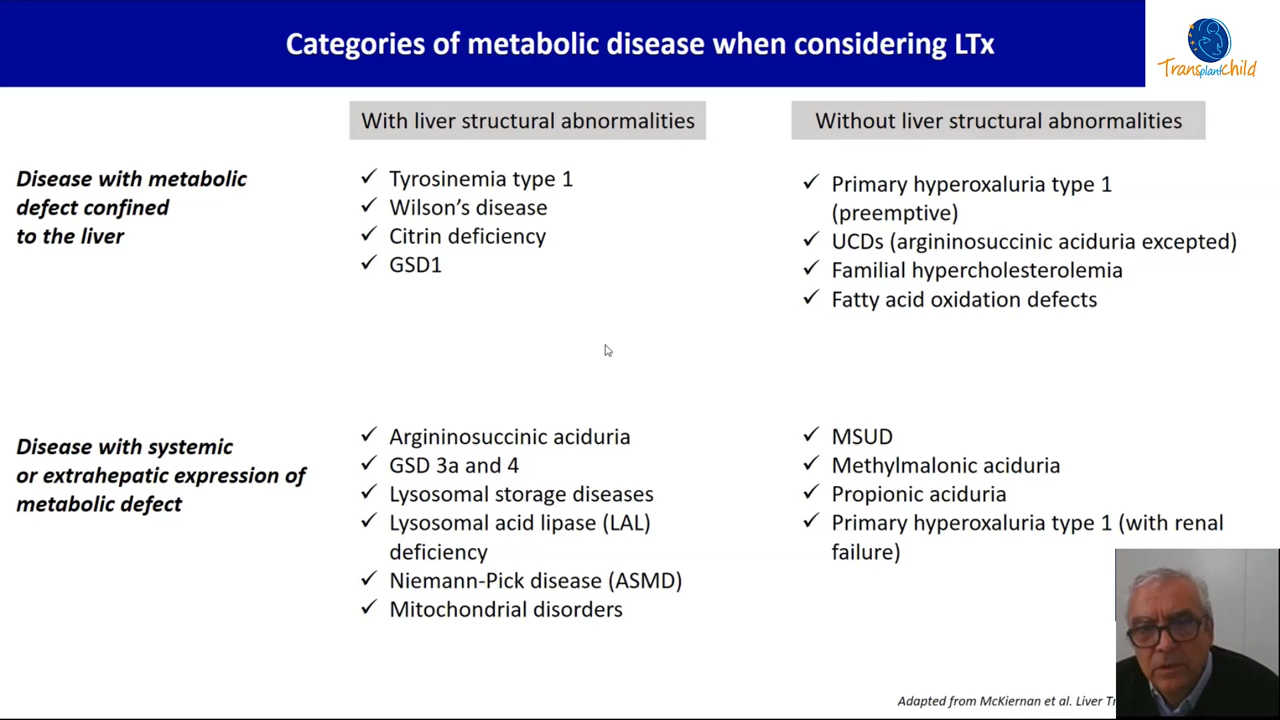 Categories of metabolic disease when considering LTx
TransplantChild
With liver structural abnormalities
Without liver structural abnormalities
Disease with metabolic
defect confined
to the liver
✓ Tyrosinemia type 1
✓ Wilson's disease
✓ Citrin deficiency
✓ GSD1
✓ Primary hyperoxaluria type 1
(preemptive)
✓ UCDs (argininosuccinic aciduria excepted)
✓ Familial hypercholesterolemia
✓ Fatty acid oxidation defects
Disease with systemic
or extrahepatic expression of
metabolic defect
✓ Argininosuccinic aciduria
✓ GSD 3a and 4
✓ Lysosomal storage diseases
✓ Lysosomal acid lipase (LAL)
deficiency
✓ Niemann-Pick disease (ASMD)
✓ Mitochondrial disorders
✓ MSUD
✓ Methylmalonic aciduria
✓ Propionic aciduria
✓ Primary hyperoxaluria type 1 (with renal
failure)
Adapted from McKiernan et al. Liver